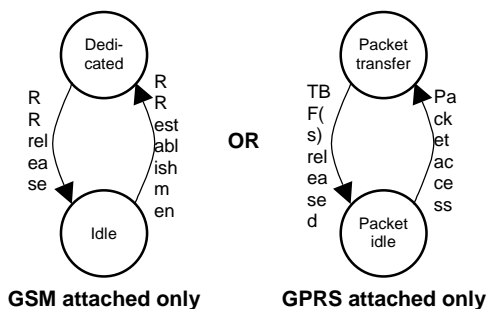 Dedi-
cated
R
R
rel
ea
se
R
R
est
abl
ish
m
en
Idle
GSM attached only
OR
Packet
transfer
TB
F(
s)
rel
ea
se
d
Pa
ck
et
ac
ce
ss
Packet
idle
GPRS attached only